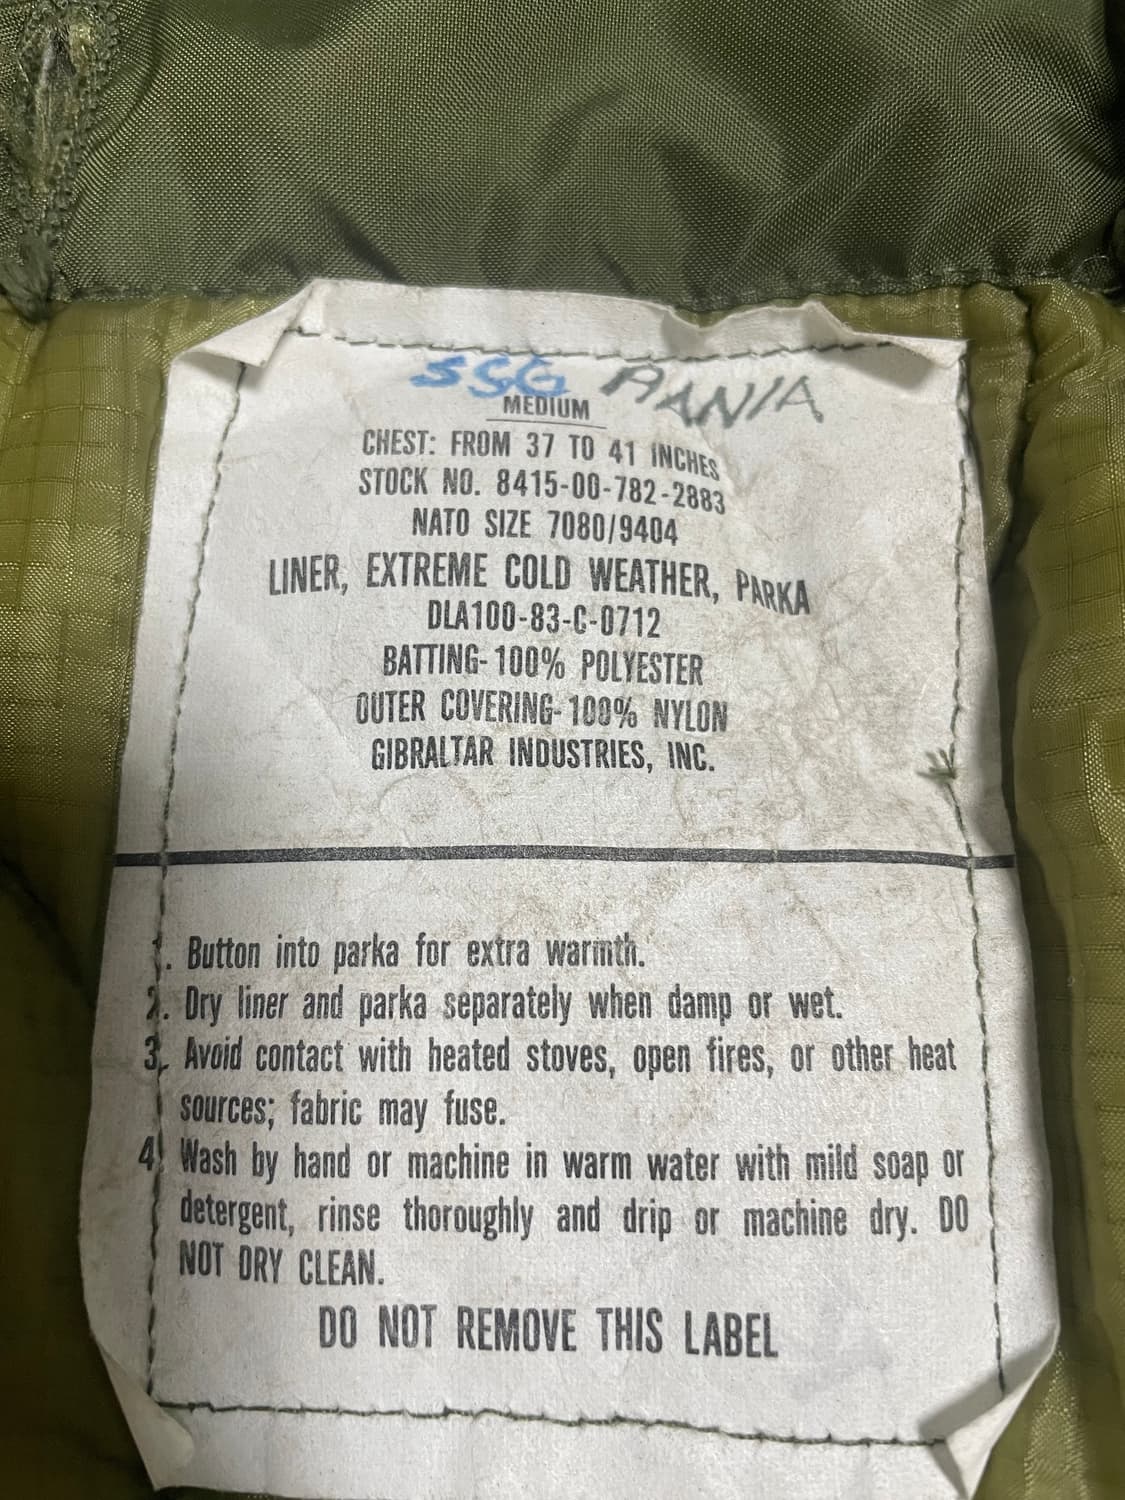 SSG HANIA
MEDIUM
CHEST: FROM 37 TO 41 INCHES
STOCK NO. 8415-00-782-2883
NATO SIZE 7080/9404
LINER, EXTREME COLD WEATHER, PARKA
DLA100-83-C-0712
BATTING-100% POLYESTER
OUTER COVERING-100% NYLON
GIBRALTAR INDUSTRIES, INC.
1. Button into parka for extra warmth.
2. Dry liner and parka separately when damp or wet.
3. Avoid contact with heated stoves, open fires, or other heat
sources; fabric may fuse.
4. Wash by hand or machine in warm water with mild soap or
detergent, rinse thoroughly and drip or machine dry. DO
NOT DRY CLEAN.
DO NOT REMOVE THIS LABEL